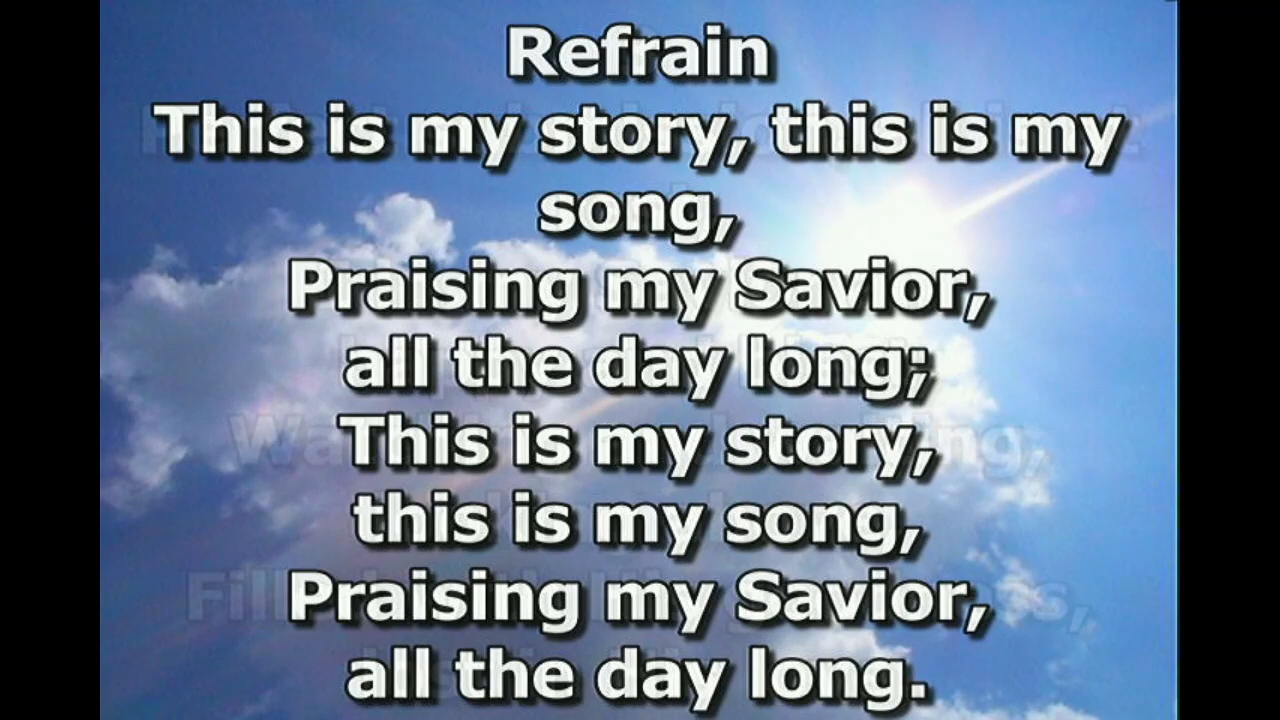 Refrain
This is my story, this is my
song,
Praising my Savior,
all the day long;
This is my story,
this is my song,
Praising my Savior,
all the day long.